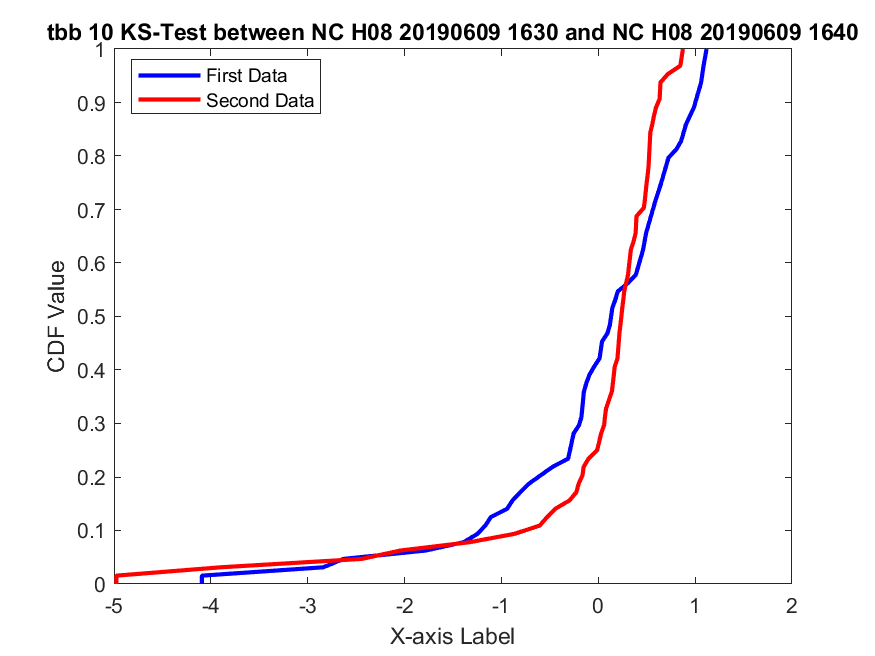 tbb 10 KS-Test between NC H08 20190609 1630 and NC H08 20190609 1640
First Data
Second Data
1
0.9
0.8
0.7
0.6
0.5
0.4
0.3
0.2
0.1
0
CDF Value
-5 -4 -3 -2 -1 0 1 2
X-axis Label